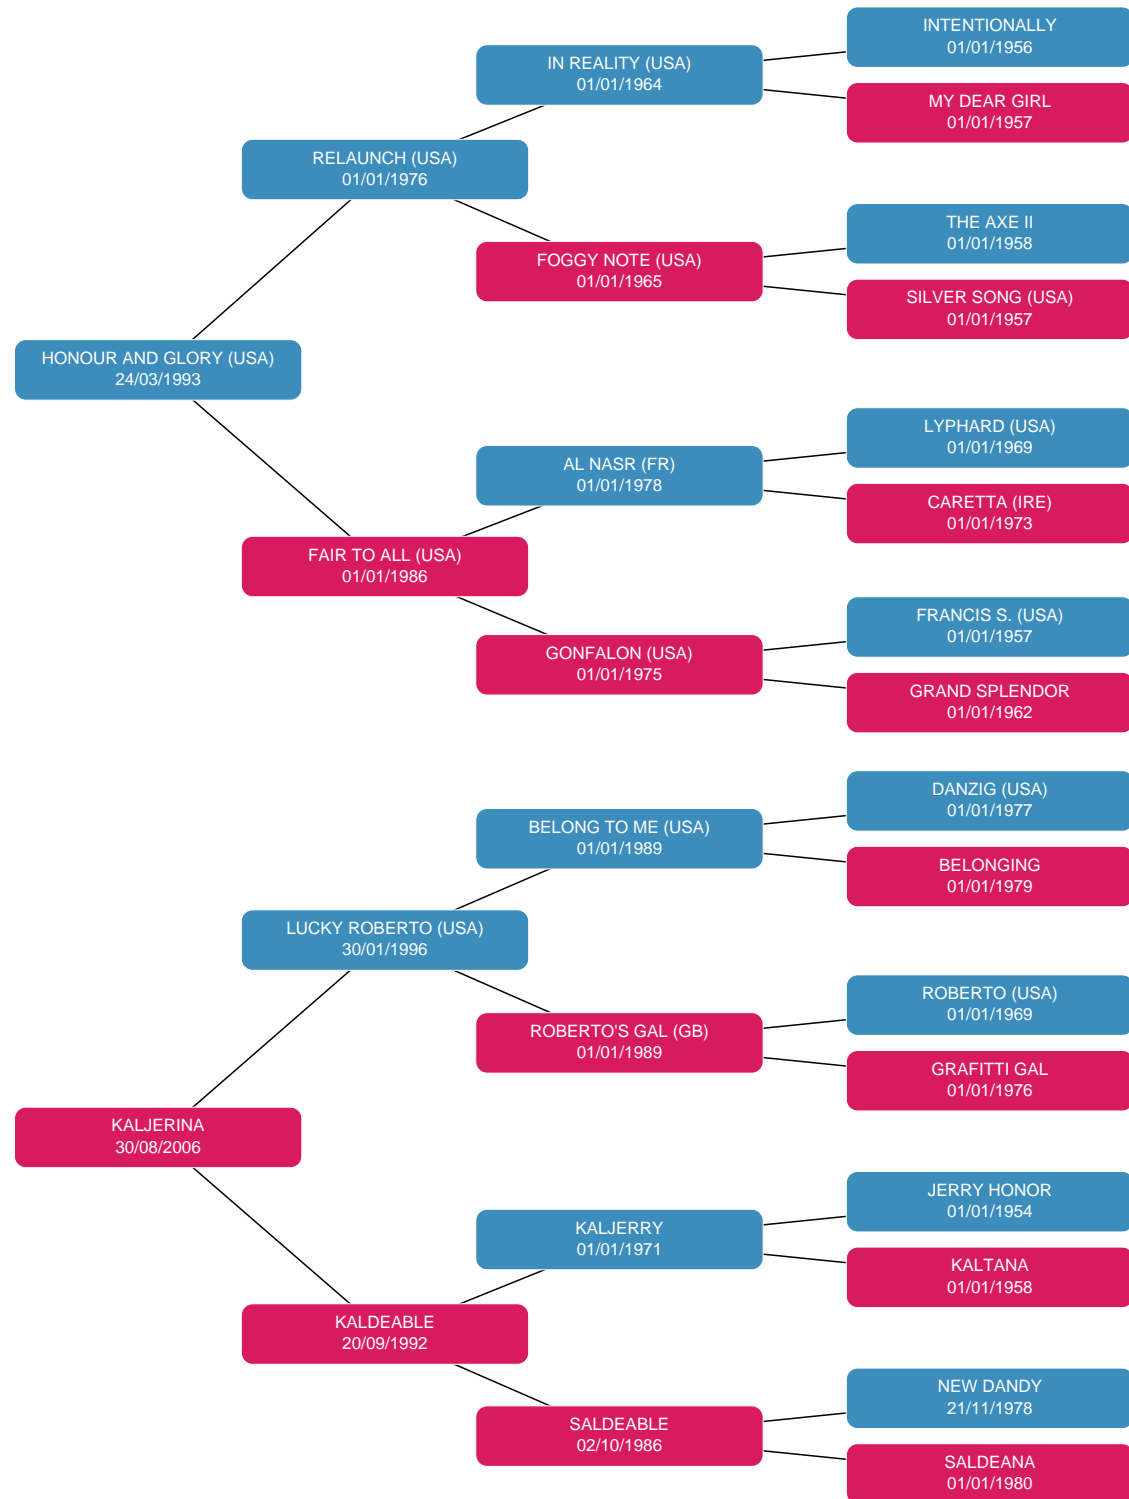 INTENTIONALLY
01/01/1956
IN REALITY (USA)
01/01/1964
MY DEAR GIRL
01/01/1957
RELAUNCH (USA)
01/01/1976
THE AXE II
01/01/1958
FOGGY NOTE (USA)
01/01/1965
SILVER SONG (USA)
01/01/1957
HONOUR AND GLORY (USA)
24/03/1993
LYPHARD (USA)
01/01/1969
AL NASR (FR)
01/01/1978
CARETTA (IRE)
01/01/1973
FAIR TO ALL (USA)
01/01/1986
FRANCIS S. (USA)
01/01/1957
GONFALON (USA)
01/01/1975
GRAND SPLENDOR
01/01/1962
DANZIG (USA)
01/01/1977
BELONG TO ME (USA)
01/01/1989
BELONGING
01/01/1979
LUCKY ROBERTO (USA)
30/01/1996
ROBERTO (USA)
01/01/1969
ROBERTO'S GAL (GB)
01/01/1989
GRAFITTI GAL
01/01/1976
KALJERINA
30/08/2006
JERRY HONOR
01/01/1954
KALJERRY
01/01/1971
KALTANA
01/01/1958
KALDEABLE
20/09/1992
NEW DANDY
21/11/1978
SALDEABLE
02/10/1986
SALDEANA
01/01/1980